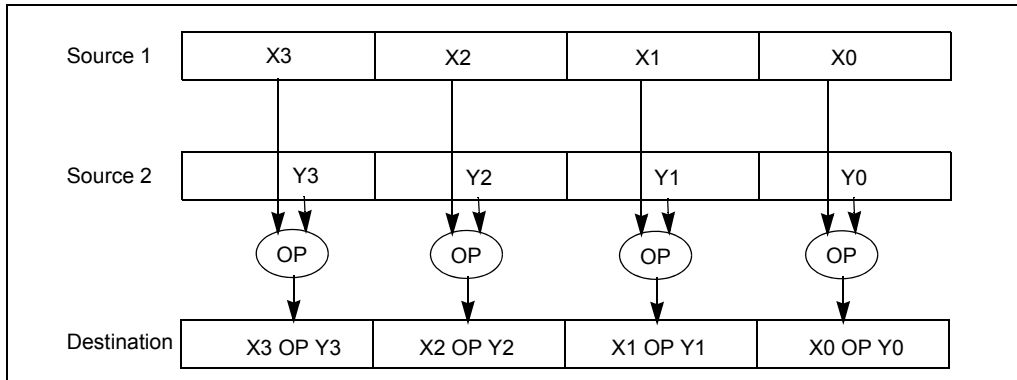 Source 1 X3 X2 X1 X0
Source 2 Y3 Y2 Y1 Y0
OP OP OP OP
Destination X3 OP Y3 X2 OP Y2 X1 OP Y1 X0 OP Y0